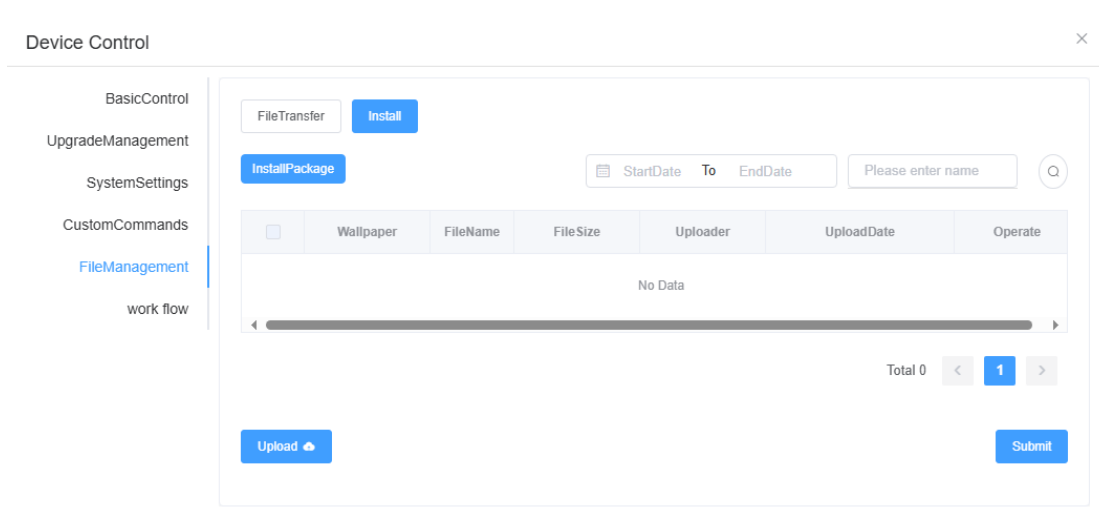 Device Control
BasicControl
UpgradeManagement
SystemSettings
CustomCommands
FileManagement
work flow
FileTransfer Install
InstallPackage StartDate To EndDate Please enter name
Wallpaper FileName FileSize Uploader UploadDate Operate
No Data
Total 0 1
Upload Submit